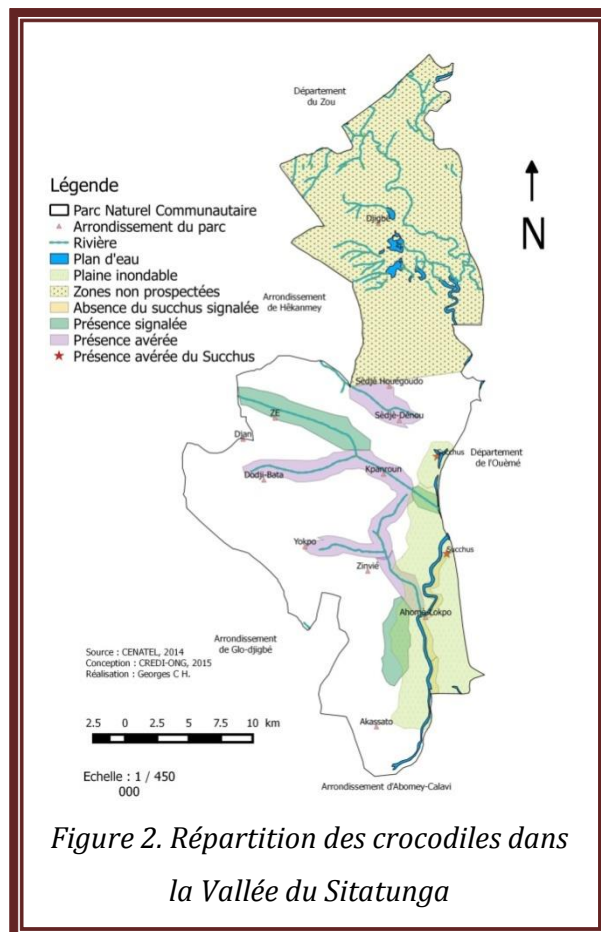 Département
du Zou
Légende
Parc Naturel Communautaire
Arrondissement du parc
Rivière
Plan d'eau
Plaine inondable
Zones non prospectées
Absence du succhus signalée
Présence signalée
Présence avérée
Présence avérée du Succhus
N
Djigbé
Arrondissement
de Hêkanmey
Sèdjè Houégoudo
ZE
Sèdjè-Dénou
Djan
Succhus
Département
de l'Ouèmé
Dodji-Bata
Kpanroun
Yokpo
Succhus
Zinvié
Ahomè-Lokpo
Arrondissement
de Glo-djigbé
Source : CENATEL, 2014
Conception : CREDI-ONG, 2015
Réalisation : Georges C H.
Akassato
2.5 0 2.5 5 7.5 10 km
Echelle : 1 / 450
000
Arrondissement d'Abomey-Calavi
Figure 2. Répartition des crocodiles dans
la Vallée du Sitatunga